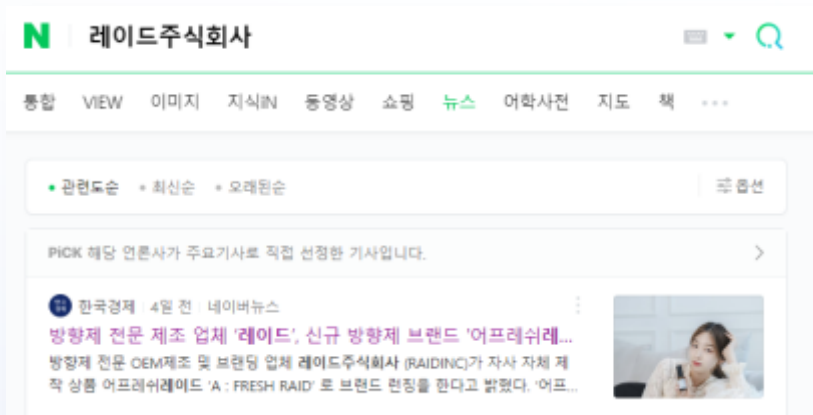 N 레이드주식회사
통합 VIEW 이미지 지식iN 동영상 쇼핑 뉴스 어학사전 지도 책
관련도순 최신순 오래된순 옵션
PiCK 해당 언론사가 주요기사로 직접 선정한 기사입니다.
한국경제 4일 전 네이버뉴스
방향제 전문 제조 업체 '레이드', 신규 방향제 브랜드 '어프레쉬레...
방향제 전문 OEM제조 및 브랜딩 업체 레이드주식회사 (RAIDINC)가 자사 자체 제
작 상품 어프레쉬레이드 'A : FRESH RAID' 로 브랜드 런칭을 한다고 밝혔다. '어프...